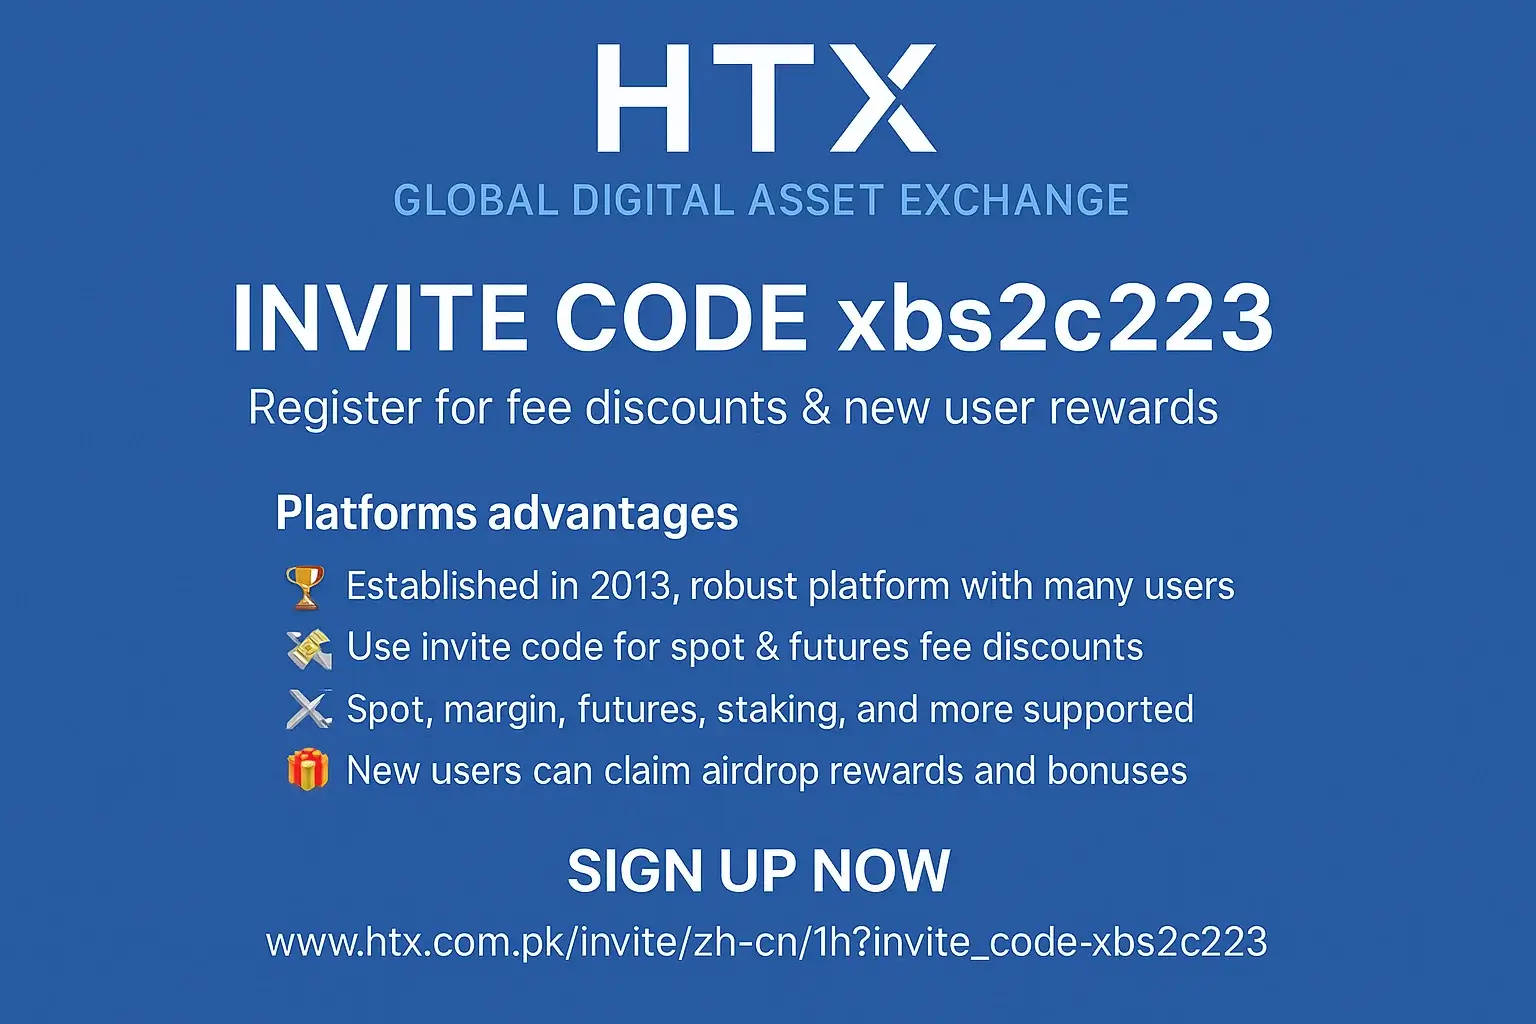 HTX
GLOBAL DIGITAL ASSET EXCHANGE
INVITE CODE xbs2c223
Register for fee discounts & new user rewards
Platforms advantages
Established in 2013, robust platform with many users
Use invite code for spot & futures fee discounts
Spot, margin, futures, staking, and more supported
New users can claim airdrop rewards and bonuses
SIGN UP NOW
www.htx.com.pk/invite/zh-cn/1h?invite_code-xbs2c223